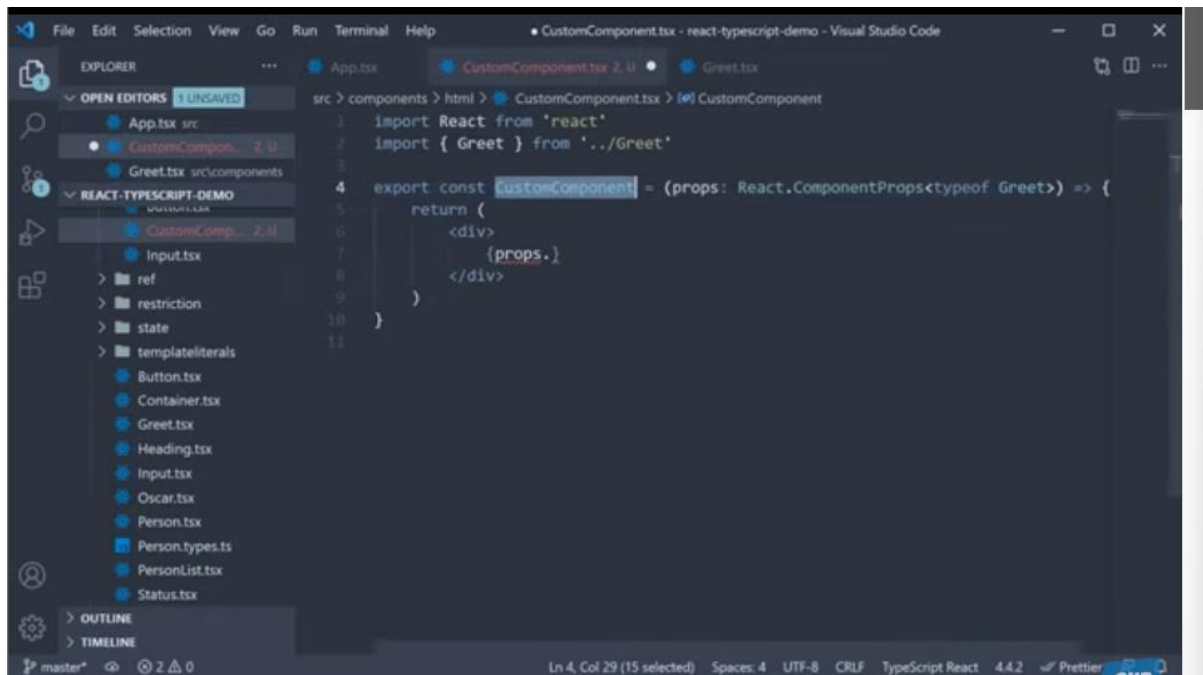 File Edit Selection View Go Run Terminal Help ● CustomComponent.tsx - react-typescript-demo - Visual Studio Code
EXPLORER ...
App.tsx CustomComponent.tsx 2, U ● Greet.tsx
OPEN EDITORS 1 UNSAVED
src > components > html > CustomComponent.tsx > CustomComponent
App.tsx src
● CustomCompon... 2, U
Greet.tsx src\components
REACT-TYPESCRIPT-DEMO
CustomComp... 2, U
Input.tsx
> ref
> restriction
> state
> templateliterals
Button.tsx
Container.tsx
Greet.tsx
Heading.tsx
Input.tsx
Oscar.tsx
Person.tsx
Person.types.ts
PersonList.tsx
Status.tsx
> OUTLINE
> TIMELINE
1 import React from 'react'
2 import { Greet } from '../Greet'
3
4 export const CustomComponent = (props: React.ComponentProps<typeof Greet>) => {
5 return (
6 <div>
7 {props.}
8 </div>
9 )
10 }
11
master* 2 0 Ln 4, Col 29 (15 selected) Spaces: 4 UTF-8 CRLF TypeScript React 4.4.2 Prettier